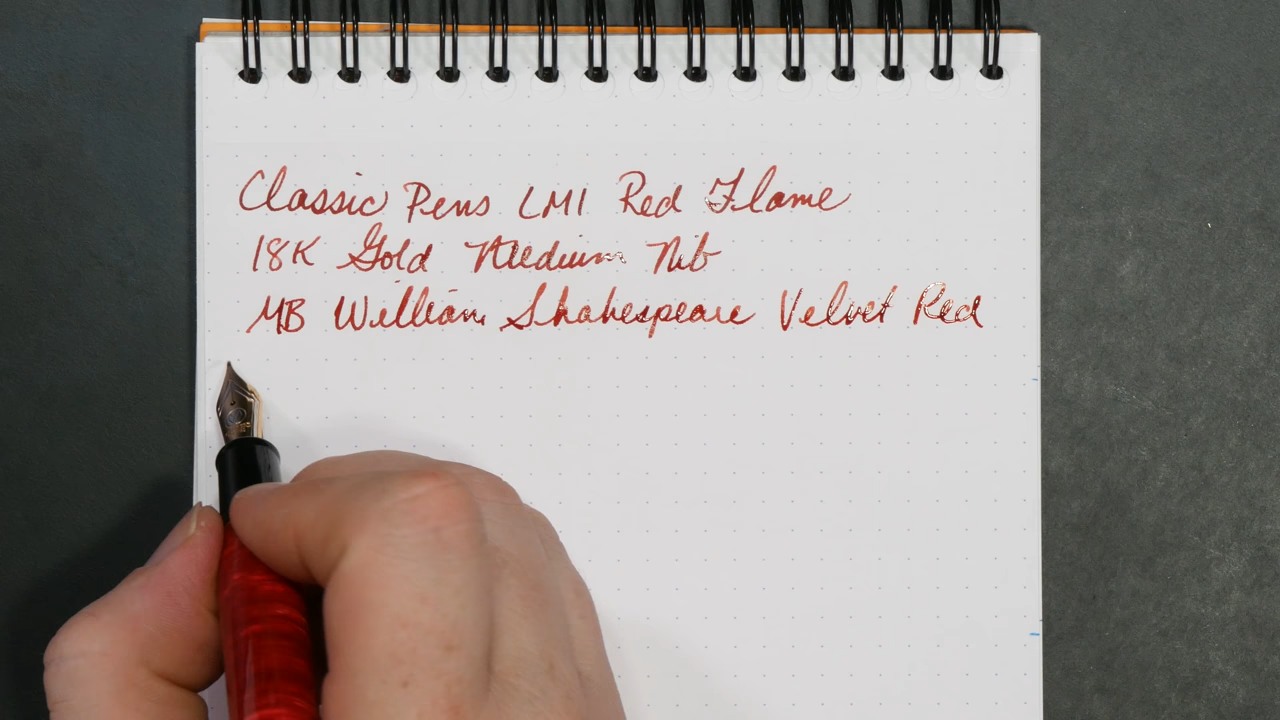 Classic Pens LM1 Red Flame
18K Gold Medium Nib
MB William Shakespeare Velvet Red